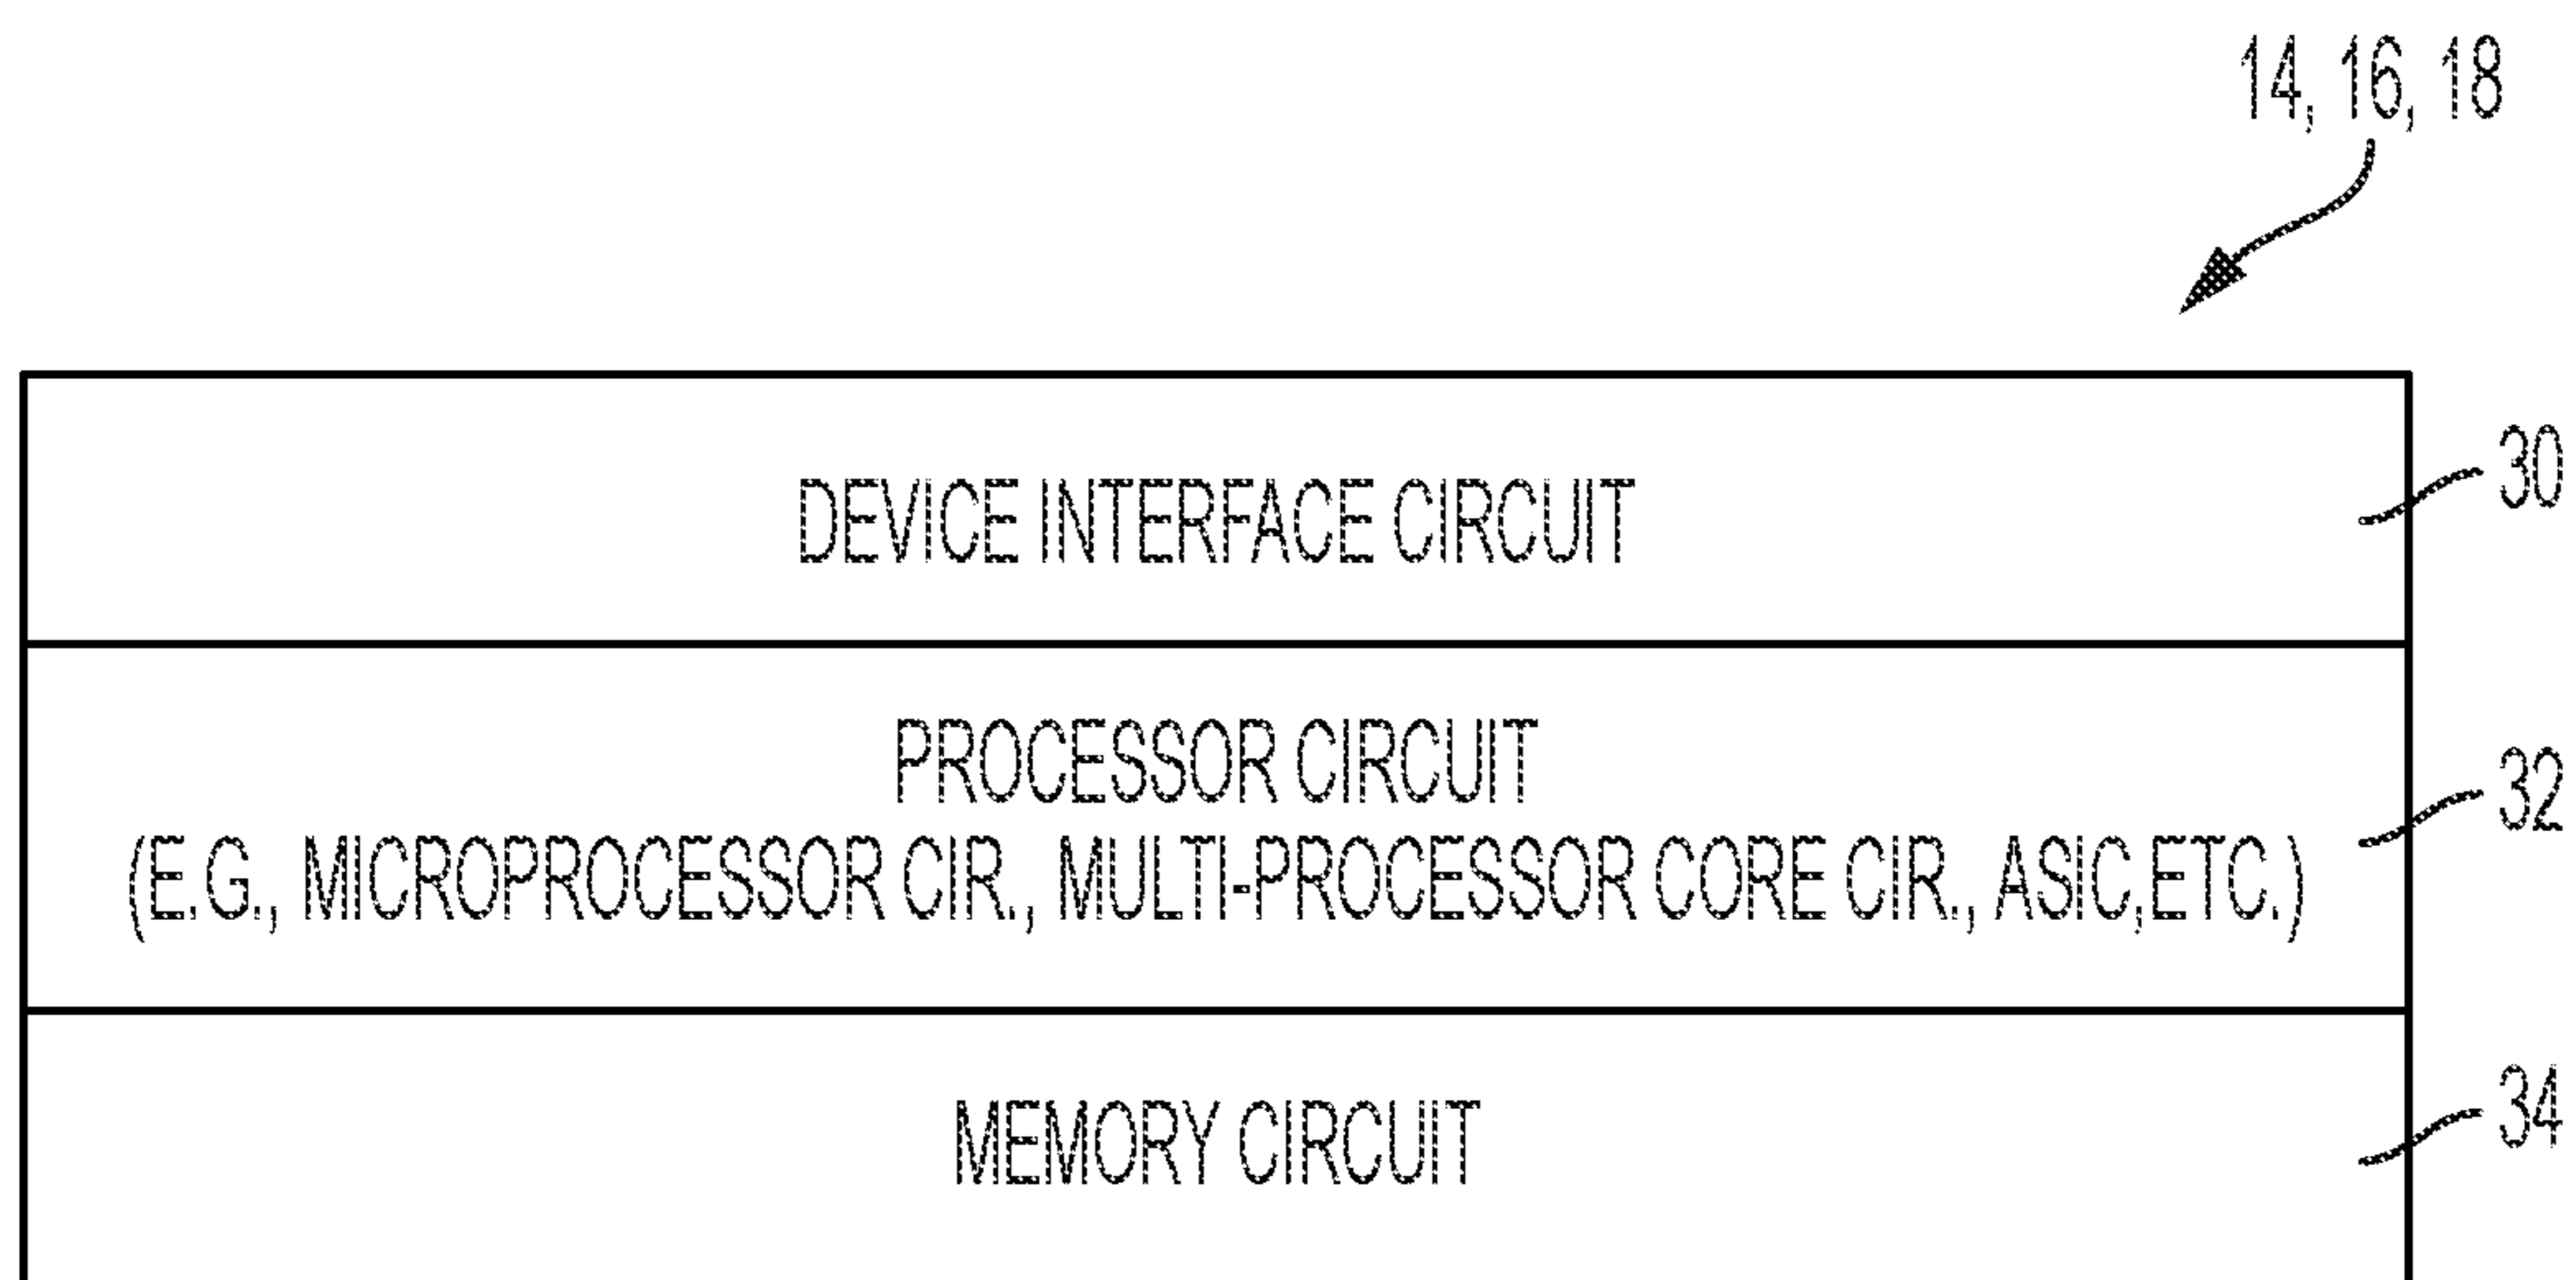 14, 16, 18
DEVICE INTERFACE CIRCUIT
30
PROCESSOR CIRCUIT
(E.G., MICROPROCESSOR CIR., MULTI-PROCESSOR CORE CIR., ASIC,ETC.)
32
MEMORY CIRCUIT
34